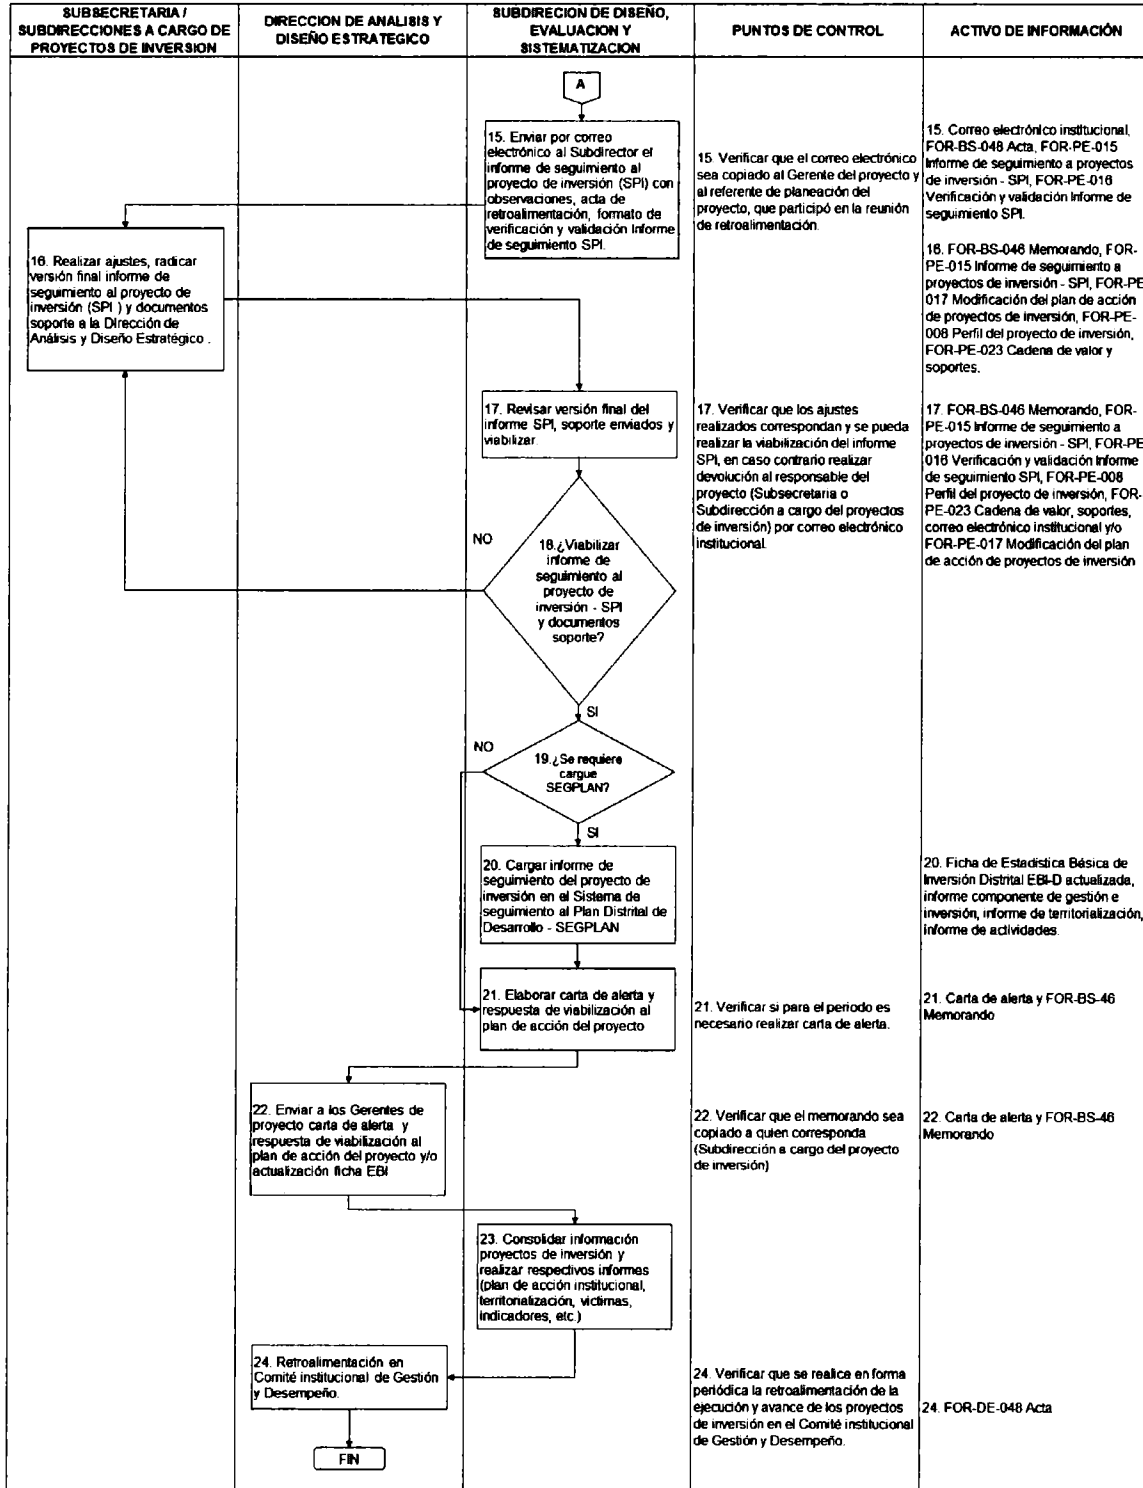 SUBSECRETARIA /
SUBDIRECCIONES A CARGO DE
PROYECTOS DE INVERSION
DIRECCION DE ANALISIS Y
DISEÑO ESTRATEGICO
SUBDIRECION DE DISEÑO,
EVALUACION Y
SISTEMATIZACION
PUNTOS DE CONTROL
ACTIVO DE INFORMACIÓN
A
15. Enviar por correo
electrónico al Subdirector el
informe de seguimiento al
proyecto de inversión (SPI) con
observaciones, acta de
retroalimentación, formato de
verificación y validación Informe
de seguimiento SPI.
15. Verificar que el correo electrónico
sea copiado al Gerente del proyecto y
al referente de planeación del
proyecto, que participó en la reunión
de retroalimentación.
15. Correo electrónico institucional,
FOR-BS-048 Acta, FOR-PE-015
Informe de seguimiento a proyectos
de inversión - SPI, FOR-PE-016
Verificación y validación Informe de
seguimiento SPI.
16. Realizar ajustes, radicar
versión final informe de
seguimiento al proyecto de
inversión (SPI ) y documentos
soporte a la Dirección de
Análisis y Diseño Estratégico .
16. FOR-BS-046 Memorando, FOR-
PE-015 Informe de seguimiento a
proyectos de inversión - SPI, FOR-PE
017 Modificación del plan de acción
de proyectos de inversión, FOR-PE-
008 Perfil del proyecto de inversión,
FOR-PE-023 Cadena de valor y
soportes.
17. Revisar versión final del
informe SPI, soporte enviados y
viabilizar.
17. Verificar que los ajustes
realizados correspondan y se pueda
realizar la viabilización del informe
SPI, en caso contrario realizar
devolución al responsable del
proyecto (Subsecretaria o
Subdirección a cargo del proyectos
de inversión) por correo electrónico
institucional.
17. FOR-BS-046 Memorando, FOR-
PE-015 Informe de seguimiento a
proyectos de inversión - SPI, FOR-PE
016 Verificación y validación Informe
de seguimiento SPI, FOR-PE-008
Perfil del proyecto de inversión, FOR-
PE-023 Cadena de valor, soportes,
correo electrónico institucional y/o
FOR-PE-017 Modificación del plan
de acción de proyectos de inversión
NO
18.¿Viabilizar
informe de
seguimiento al
proyecto de
inversión - SPI
y documentos
soporte?
SI
NO
19.¿Se requiere
cargue
SEGPLAN?
SI
20. Cargar informe de
seguimiento del proyecto de
inversión en el Sistema de
seguimiento al Plan Distrital de
Desarrollo - SEGPLAN
20. Ficha de Estadística Básica de
Inversión Distrital EBI-D actualizada,
informe componente de gestión e
inversión, informe de territorialización,
informe de actividades.
21. Elaborar carta de alerta y
respuesta de viabilización al
plan de acción del proyecto
21. Verificar si para el periodo es
necesario realizar carta de alerta.
21. Carta de alerta y FOR-BS-46
Memorando
22. Enviar a los Gerentes de
proyecto carta de alerta y
respuesta de viabilización al
plan de acción del proyecto y/o
actualización ficha EBI
22. Verificar que el memorando sea
copiado a quien corresponda
(Subdirección a cargo del proyecto
de inversión)
22. Carta de alerta y FOR-BS-46
Memorando
23. Consolidar información
proyectos de inversión y
realizar respectivos informes
(plan de acción institucional,
territorialización, victimas,
indicadores, etc.)
24. Retroalimentación en
Comité institucional de Gestión
y Desempeño.
24. Verificar que se realice en forma
periódica la retroalimentación de la
ejecución y avance de los proyectos
de inversión en el Comité institucional
de Gestión y Desempeño.
24. FOR-DE-048 Acta
FIN